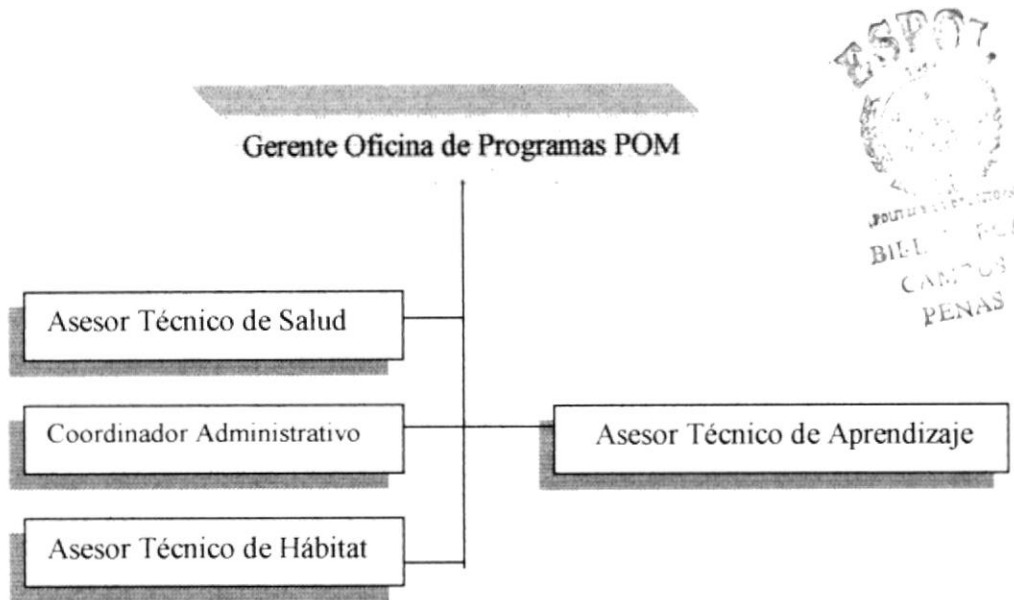 ESPOL
Gerente Oficina de Programas POM
Asesor Técnico de Salud
Coordinador Administrativo
Asesor Técnico de Aprendizaje
Asesor Técnico de Hábitat
CAMPUS
PENAS